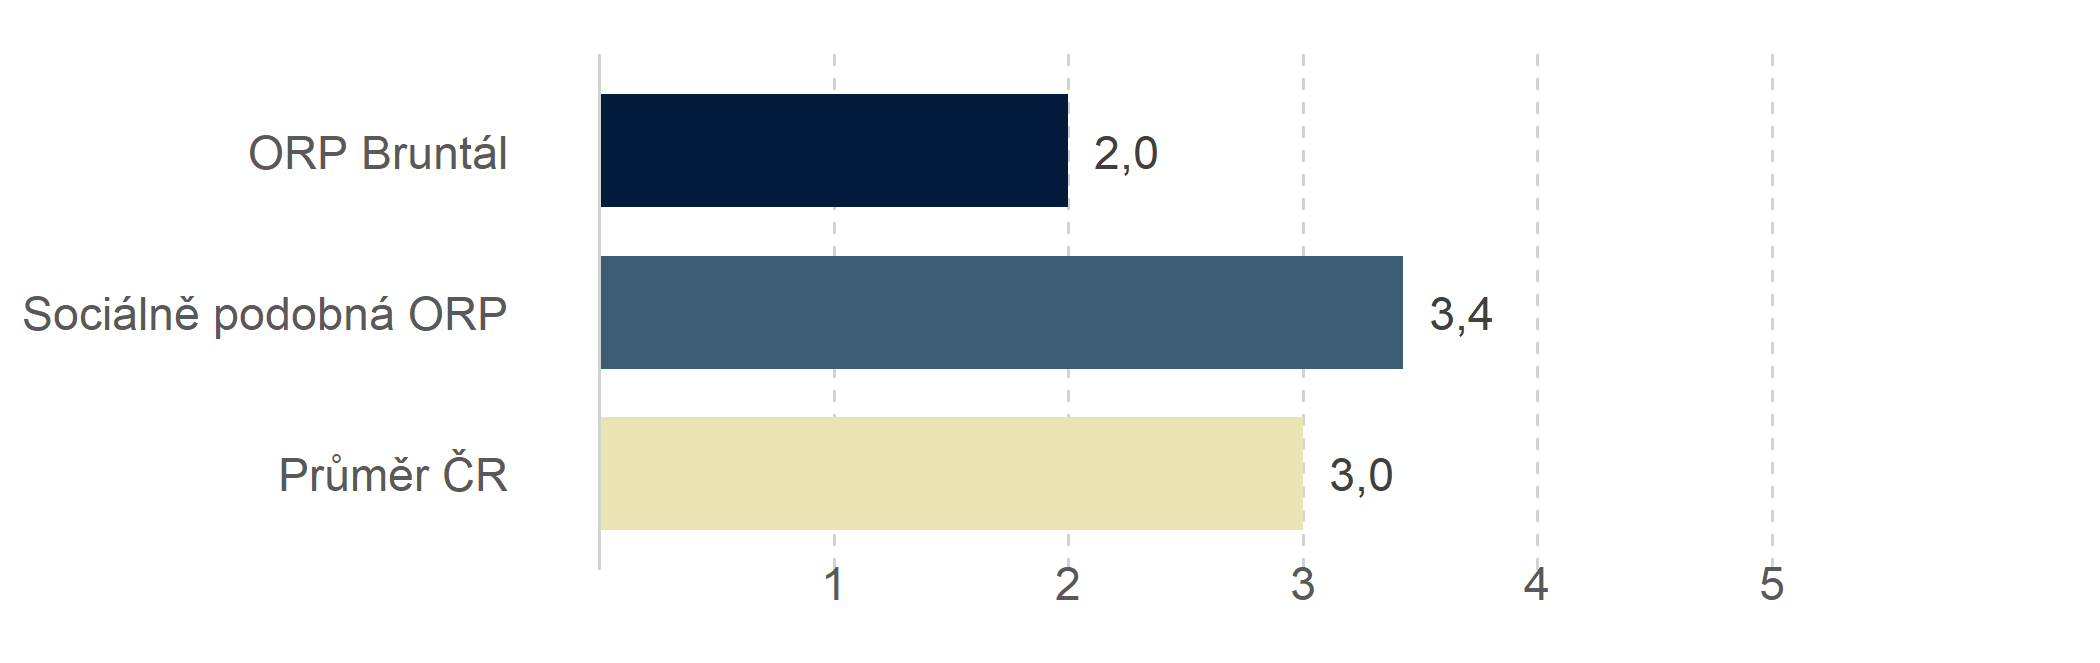 ORP Bruntál
2,0
Sociálně podobná ORP
3,4
Průměr ČR
3,0
1 2 3 4 5